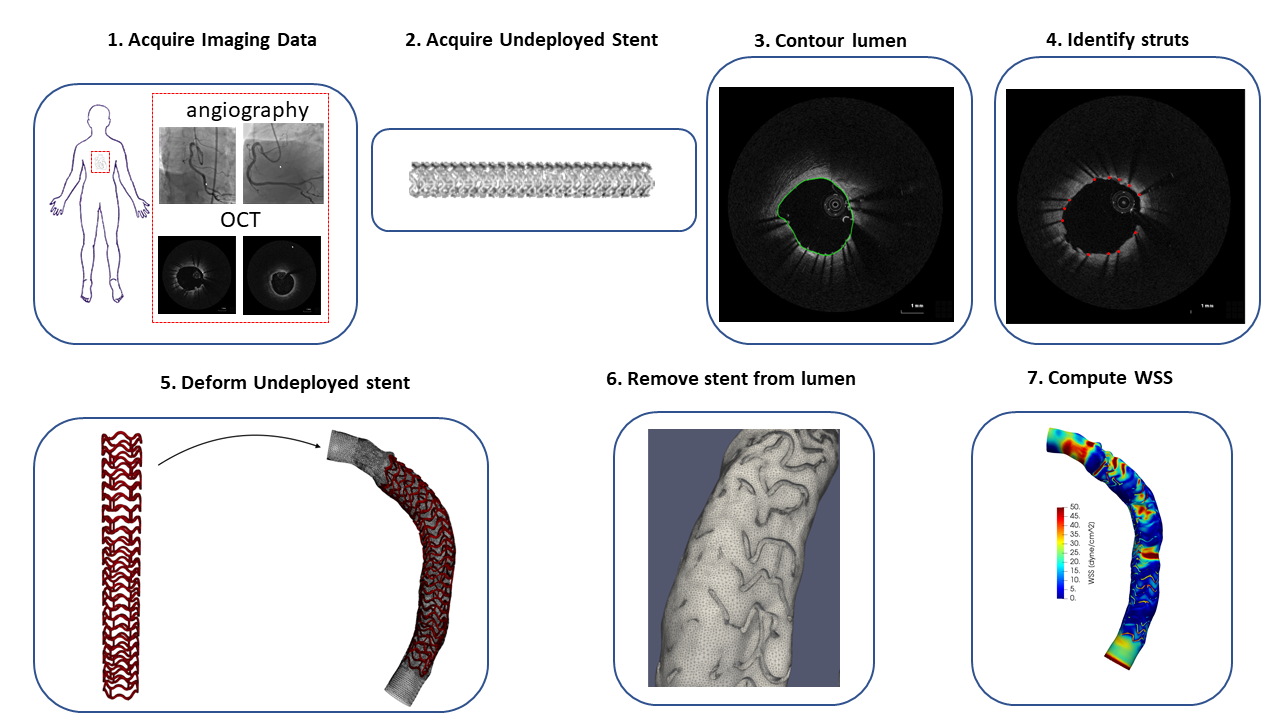 1. Acquire Imaging Data
2. Acquire Undeployed Stent
3. Contour lumen
4. Identify struts
angiography
OCT
1 mm
1 mm
5. Deform Undeployed stent
6. Remove stent from lumen
7. Compute WSS
50.
45.
40.
35.
30.
25.
20.
15.
10.
5.
0.
WSS (dyne/cm^2)